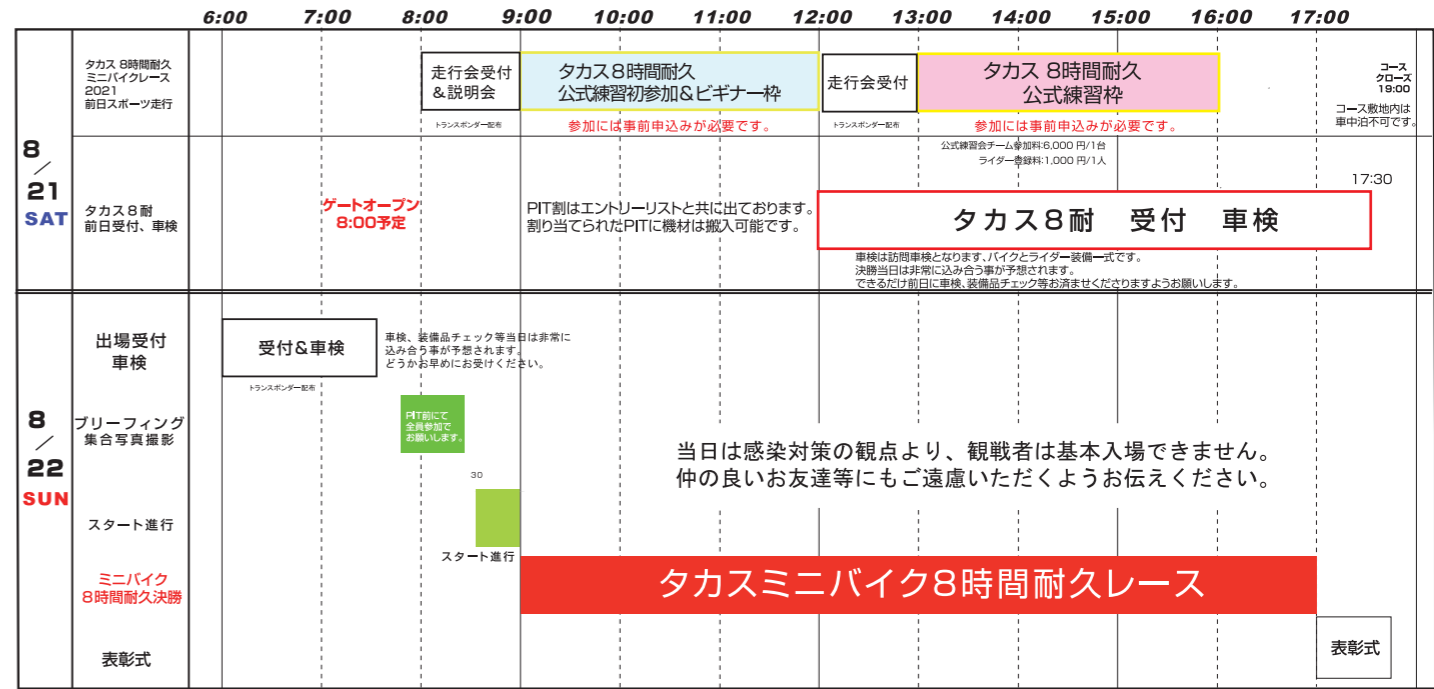 6:00 7:00 8:00 9:00 10:00 11:00 12:00 13:00 14:00 15:00 16:00 17:00
8/21
SAT
タカス 8時間耐久
ミニバイクレース
2021
前日スポーツ走行
走行会受付
&説明会
トランスポンダー配布
タカス8時間耐久
公式練習初参加&ビギナー枠
参加には事前申込みが必要です。
走行会受付
トランスポンダー配布
タカス 8時間耐久
公式練習枠
参加には事前申込みが必要です。
公式練習会チーム参加料:6,000 円/1台
ライダー登録料:1,000 円/1人
コース
クローズ
19:00
コース敷地内は
車中泊不可です。
タカス8耐
前日受付、車検
ゲートオープン
8:00予定
PIT割はエントリーリストと共に出ております。
割り当てられたPITに機材は搬入可能です。
17:30
タカス8耐 受付 車検
車検は訪問車検となります、バイクとライダー装備一式です。
決勝当日は非常に込み合う事が予想されます。
できるだけ前日に車検、装備品チェック等お済ませくださりますようお願いします。
8/22
SUN
出場受付
車検
受付&車検
トランスポンダー配布
車検、装備品チェック等当日は非常に
込み合う事が予想されます。
どうかお早めにお受けください。
ブリーフィング
集合写真撮影
PIT前にて
全員参加で
お願いします。
当日は感染対策の観点より、観戦者は基本入場できません。
仲の良いお友達等にもご遠慮いただくようお伝えください。
30
スタート進行
スタート進行
ミニバイク
8時間耐久決勝
タカスミニバイク8時間耐久レース
表彰式
表彰式